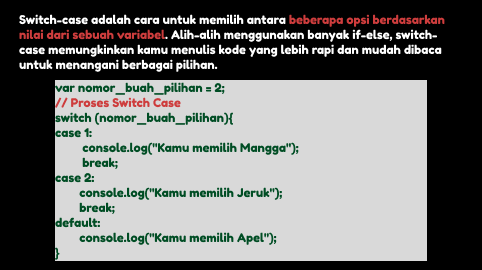 Switch-case adalah cara untuk memilih antara beberapa opsi berdasarkan
nilai dari sebuah variabel. Alih-alih menggunakan banyak if-else, switch-
case memungkinkan kamu menulis kode yang lebih rapi dan mudah dibaca
untuk menangani berbagai pilihan.
var nomor_buah_pilihan = 2;
// Proses Switch Case
switch (nomor_buah_pilihan){
case 1:
console.log("Kamu memilih Mangga");
break;
case 2:
console.log("Kamu memilih Jeruk");
break;
default:
console.log("Kamu memilih Apel");
}